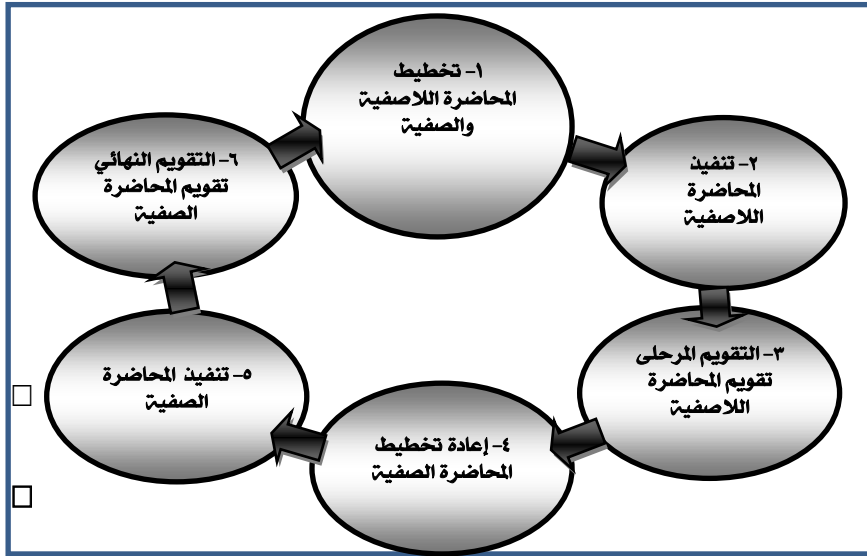 ١- تخطيط
المحاضرة اللاصفية
والصفية
٢- تنفيذ
المحاضرة
اللاصفية
٣- التقويم المرحلى
تقويم المحاضرة
اللاصفية
٤- إعادة تخطيط
المحاضرة الصفية
٥- تنفيذ المحاضرة
الصفية
٦- التقويم النهائي
تقويم المحاضرة
الصفية